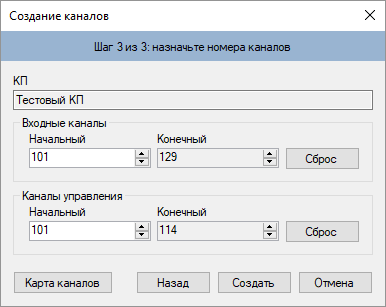 Создание каналов
Шаг 3 из 3: назначьте номера каналов
КП
Тестовый КП
Входные каналы
Начальный Конечный
101 129 Сброс
Каналы управления
Начальный Конечный
101 114 Сброс
Карта каналов Назад Создать Отмена